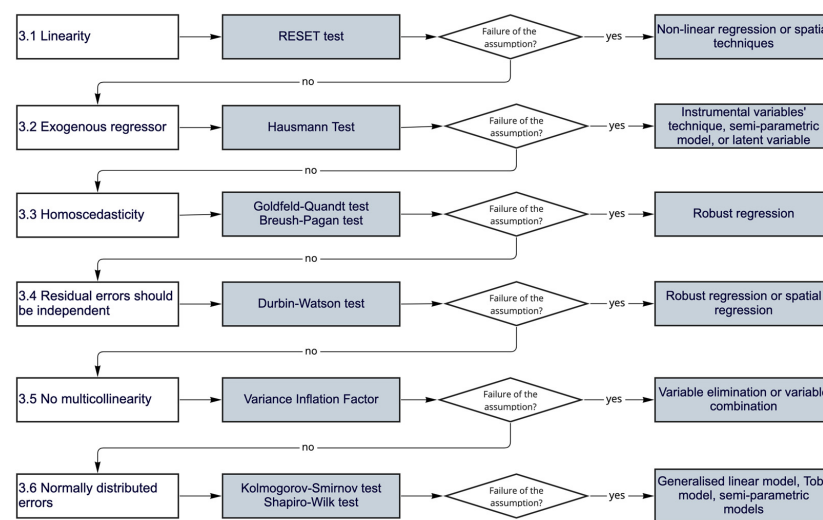 3.1 Linearity
RESET test
Failure of the
assumption?
yes
Non-linear regression or
techniques
no
3.2 Exogenous regressor
Hausmann Test
Failure of the
assumption?
yes
Instrumental variables'
technique, semi-parametric
model, or latent variable
no
3.3 Homoscedasticity
Goldfeld-Quandt test
Breush-Pagan test
Failure of the
assumption?
yes
Robust regression
no
3.4 Residual errors should
be independent
Durbin-Watson test
Failure of the
assumption?
yes
Robust regression or spatial
regression
no
3.5 No multicollinearity
Variance Inflation Factor
Failure of the
assumption?
yes
Variable elimination or
combination
no
3.6 Normally distributed
errors
Kolmogorov-Smirnov test
Shapiro-Wilk test
Failure of the
assumption?
yes
Generalised linear model,
model, semi-parametric
models